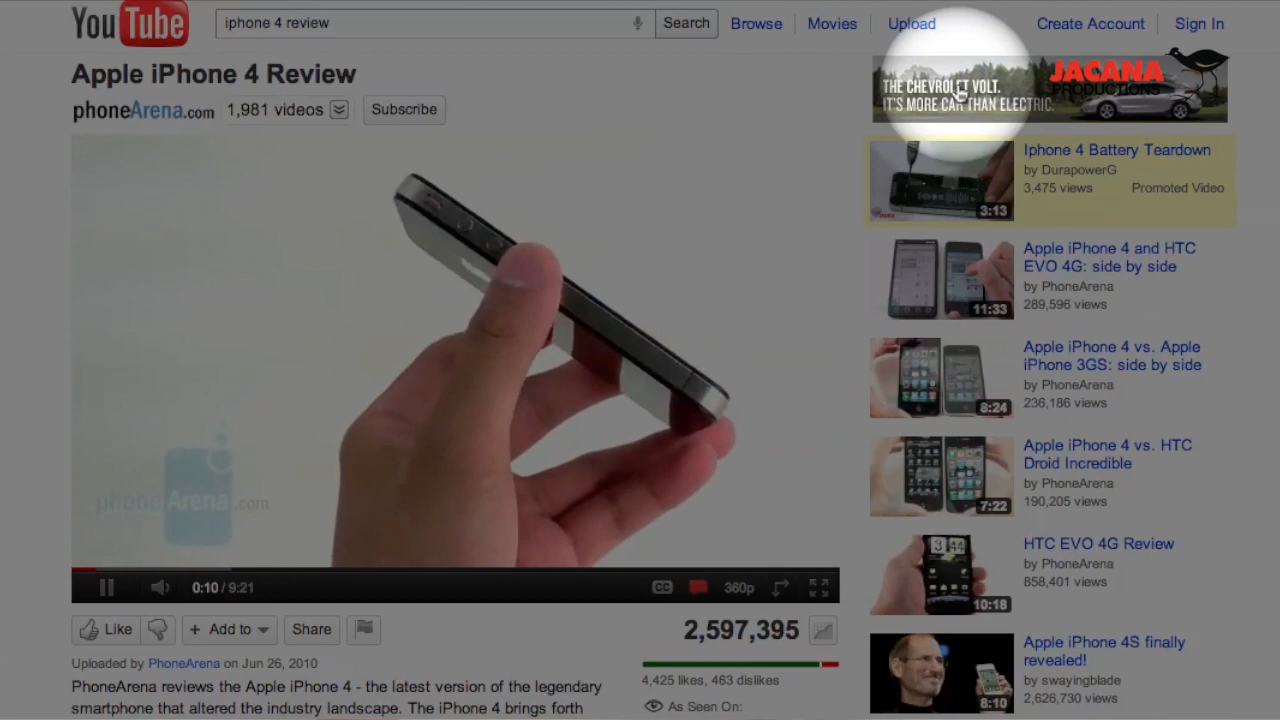 YouTube
iphone 4 review
Search
Browse
Movies
Upload
Create Account
Sign In
Apple iPhone 4 Review
phoneArena.com
1,981 videos
Subscribe
THE CHEVROLET VOLT.
IT'S MORE CAR THAN ELECTRIC.
JACANA
PRODUCTIONS
Iphone 4 Battery Teardown
by DurapowerG
3,475 views
Promoted Video
3:13
Apple iPhone 4 and HTC
EVO 4G: side by side
by PhoneArena
289,596 views
11:33
Apple iPhone 4 vs. Apple
iPhone 3GS: side by side
by PhoneArena
236,186 views
8:24
Apple iPhone 4 vs. HTC
Droid Incredible
by PhoneArena
190,205 views
7:22
HTC EVO 4G Review
by PhoneArena
858,401 views
10:18
Apple iPhone 4S finally
revealed!
by swayingblade
2,626,730 views
8:10
phoneArena.com
0:10 / 9:21
CC
360p
Like
+ Add to
Share
2,597,395
Uploaded by PhoneArena on Jun 26, 2010
4,425 likes, 463 dislikes
PhoneArena reviews the Apple iPhone 4 - the latest version of the legendary
smartphone that altered the industry landscape. The iPhone 4 brings forth
As Seen On: